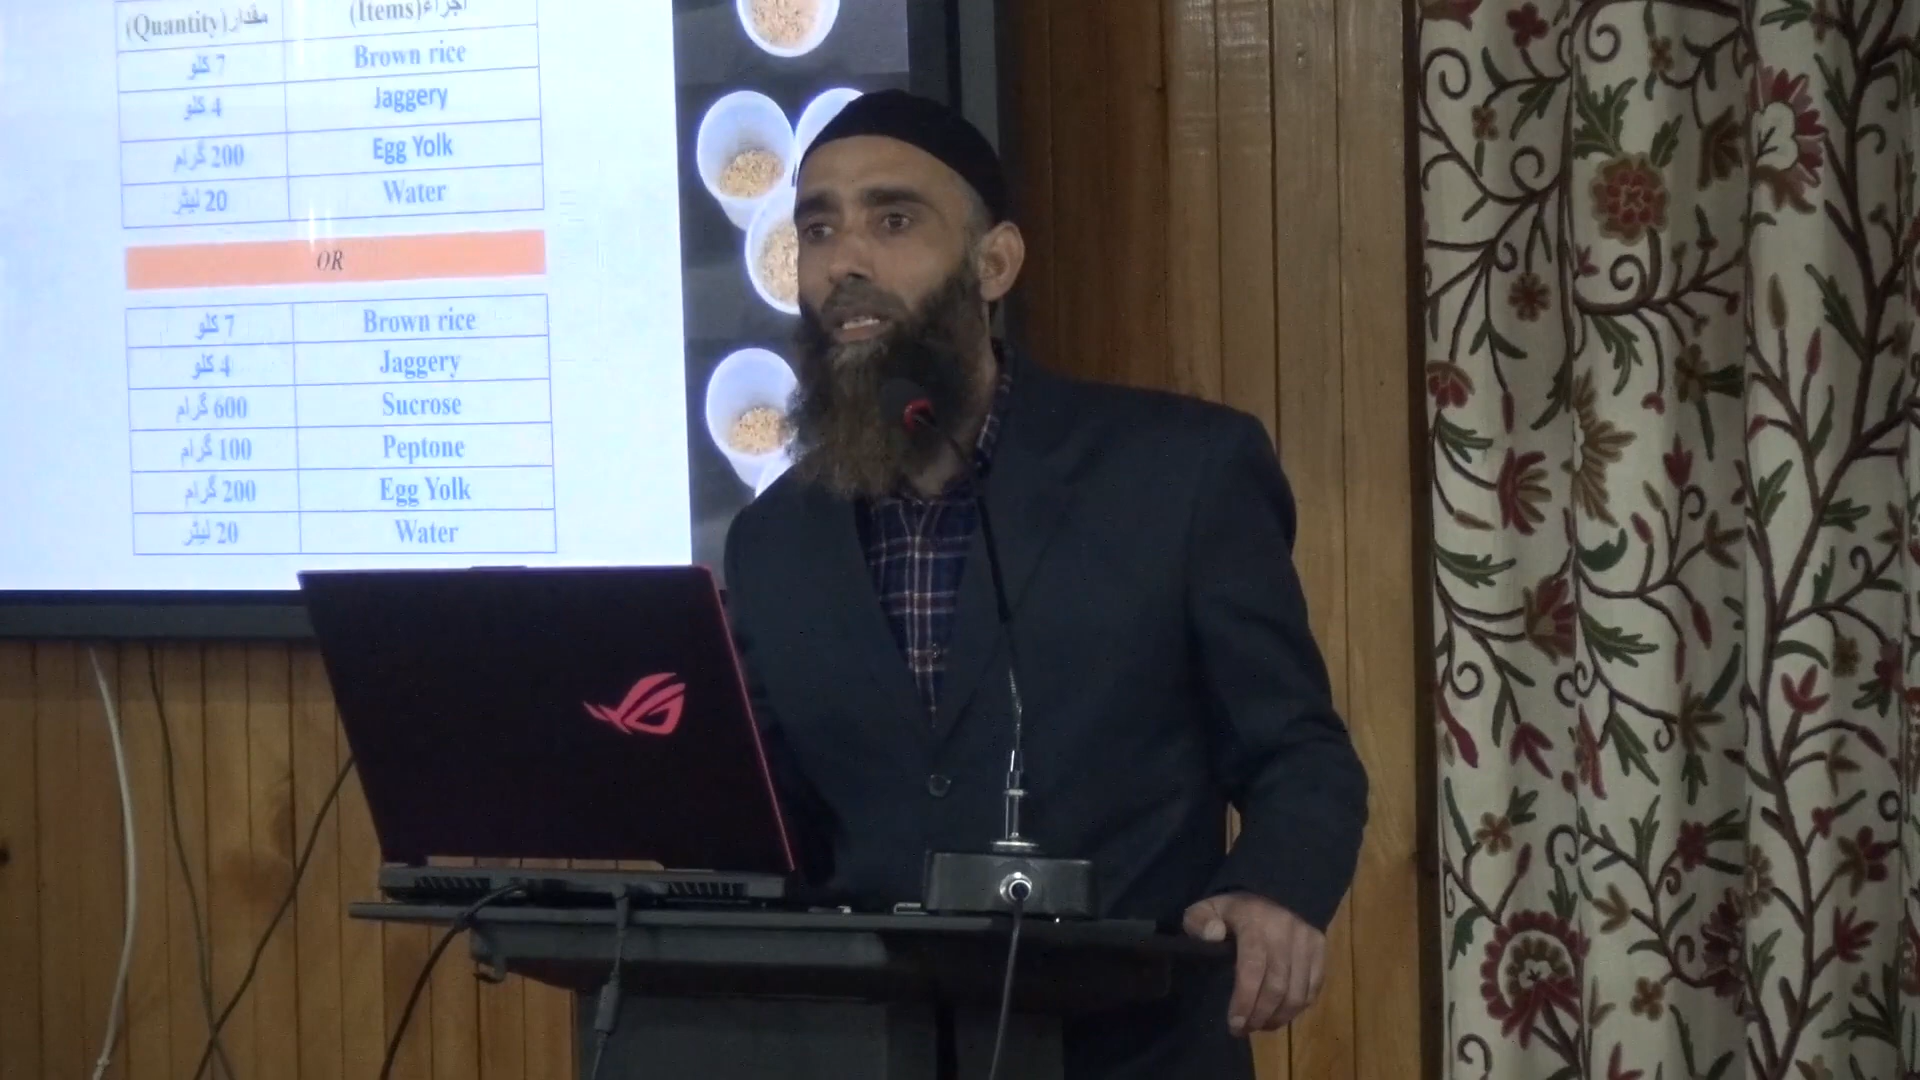 مقدار(Quantity) اجزاء(Items)
7 کلو Brown rice
4 کلو Jaggery
200 گرام Egg Yolk
20 لیٹر Water
OR
7 کلو Brown rice
4 کلو Jaggery
600 گرام Sucrose
100 گرام Peptone
200 گرام Egg Yolk
20 لیٹر Water